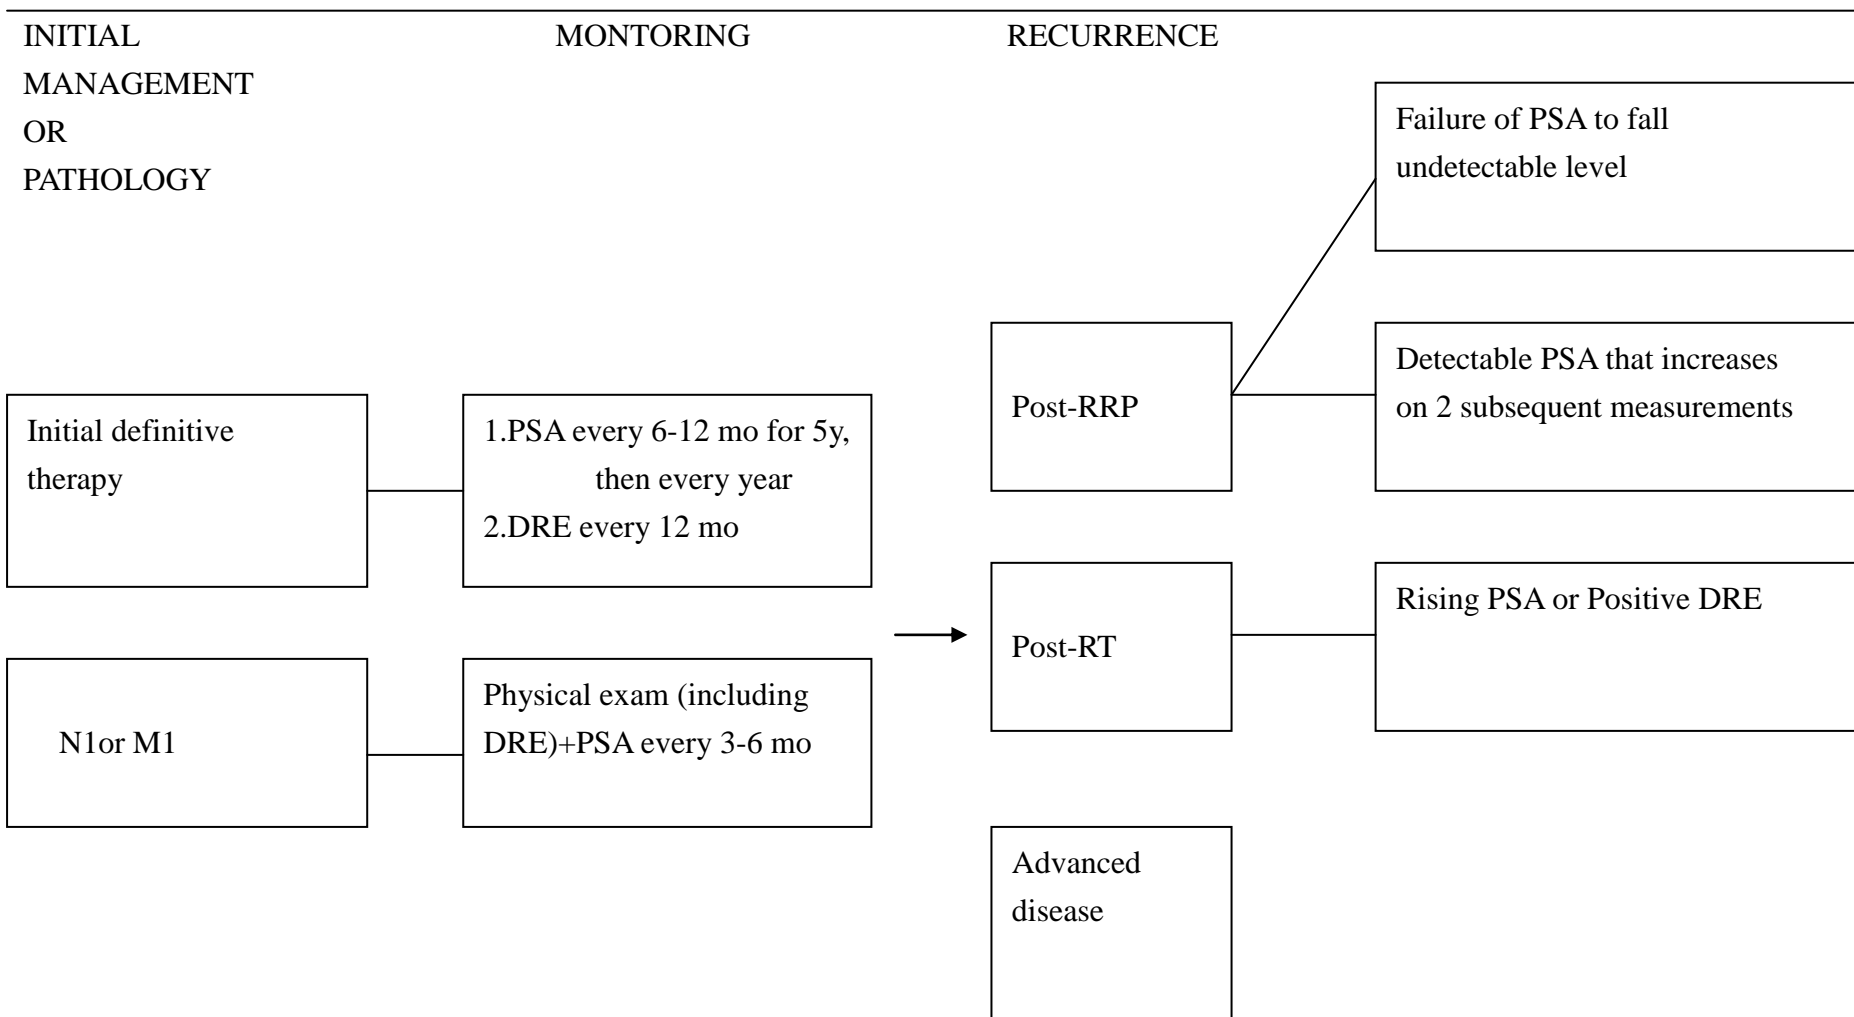 INITIAL
MANAGEMENT
OR
PATHOLOGY
MONTORING
RECURRENCE
Initial definitive
therapy
N1or M1
1.PSA every 6-12 mo for 5y,
then every year
2.DRE every 12 mo
Physical exam (including
DRE)+PSA every 3-6 mo
Post-RRP
Post-RT
Advanced
disease
Failure of PSA to fall
undetectable level
Detectable PSA that increases
on 2 subsequent measurements
Rising PSA or Positive DRE